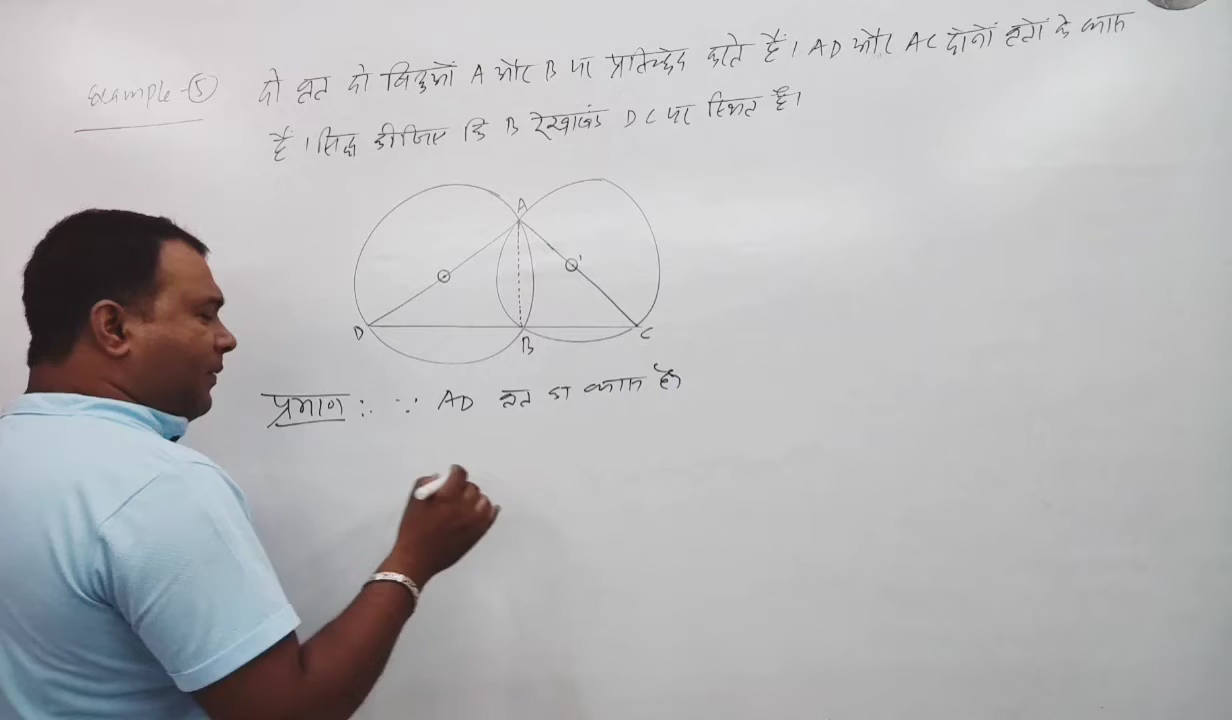 Example-⑤ दो वृत्त दो बिंदुओं A और B पर प्रतिच्छेद करते हैं। AD और AC दोनों वृत्तों के व्यास
हैं। सिद्ध कीजिए कि B रेखाखंड DC पर स्थित है।
A
O'
D B C
प्रमाण :. ∵ AD वृत्त का व्यास है